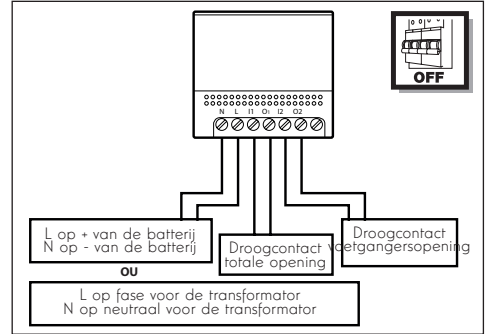 OFF
N L I1 O1 I2 O2
L op + van de batterij
N op - van de batterij
OU
Droogcontact
totale opening
Droogcontact
voetgangersopening
L op fase voor de transformator
N op neutraal voor de transformator